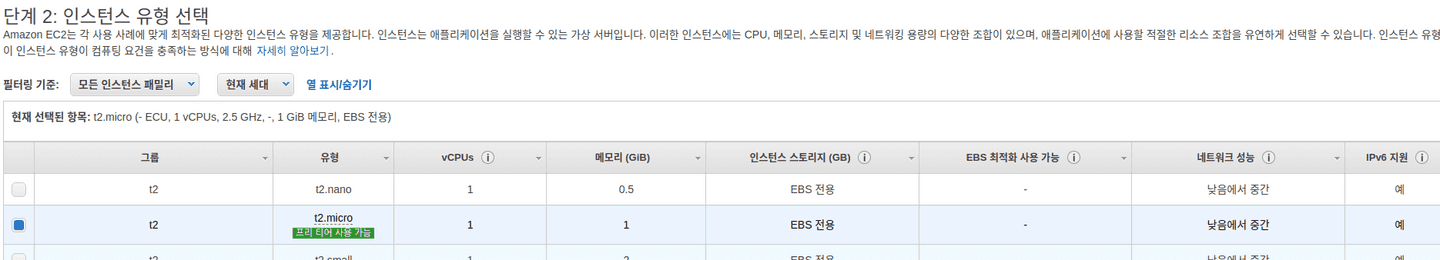 단계 2: 인스턴스 유형 선택
Amazon EC2는 각 사용 사례에 맞게 최적화된 다양한 인스턴스 유형을 제공합니다. 인스턴스는 애플리케이션을 실행할 수 있는 가상 서버입니다. 이러한 인스턴스에는 CPU, 메모리, 스토리지 및 네트워킹 용량의 다양한 조합이 있으며, 애플리케이션에 사용할 적절한 리소스 조합을 유연하게 선택할 수 있습니다. 인스턴스 유형
이 인스턴스 유형이 컴퓨팅 요건을 충족하는 방식에 대해 자세히 알아보기.
필터링 기준: 모든 인스턴스 패밀리 현재 세대 열 표시/숨기기
현재 선택된 항목: t2.micro (- ECU, 1 vCPUs, 2.5 GHz, -, 1 GiB 메모리, EBS 전용)
그룹 유형 vCPUs 메모리 (GiB) 인스턴스 스토리지 (GB) EBS 최적화 사용 가능 네트워크 성능 IPv6 지원
t2 t2.nano 1 0.5 EBS 전용 - 낮음에서 중간 예
t2 t2.micro 1 1 EBS 전용 - 낮음에서 중간 예
프리 티어 사용 가능
t2 t2.small 1 2 EBS 전용 - 낮음에서 중간 예